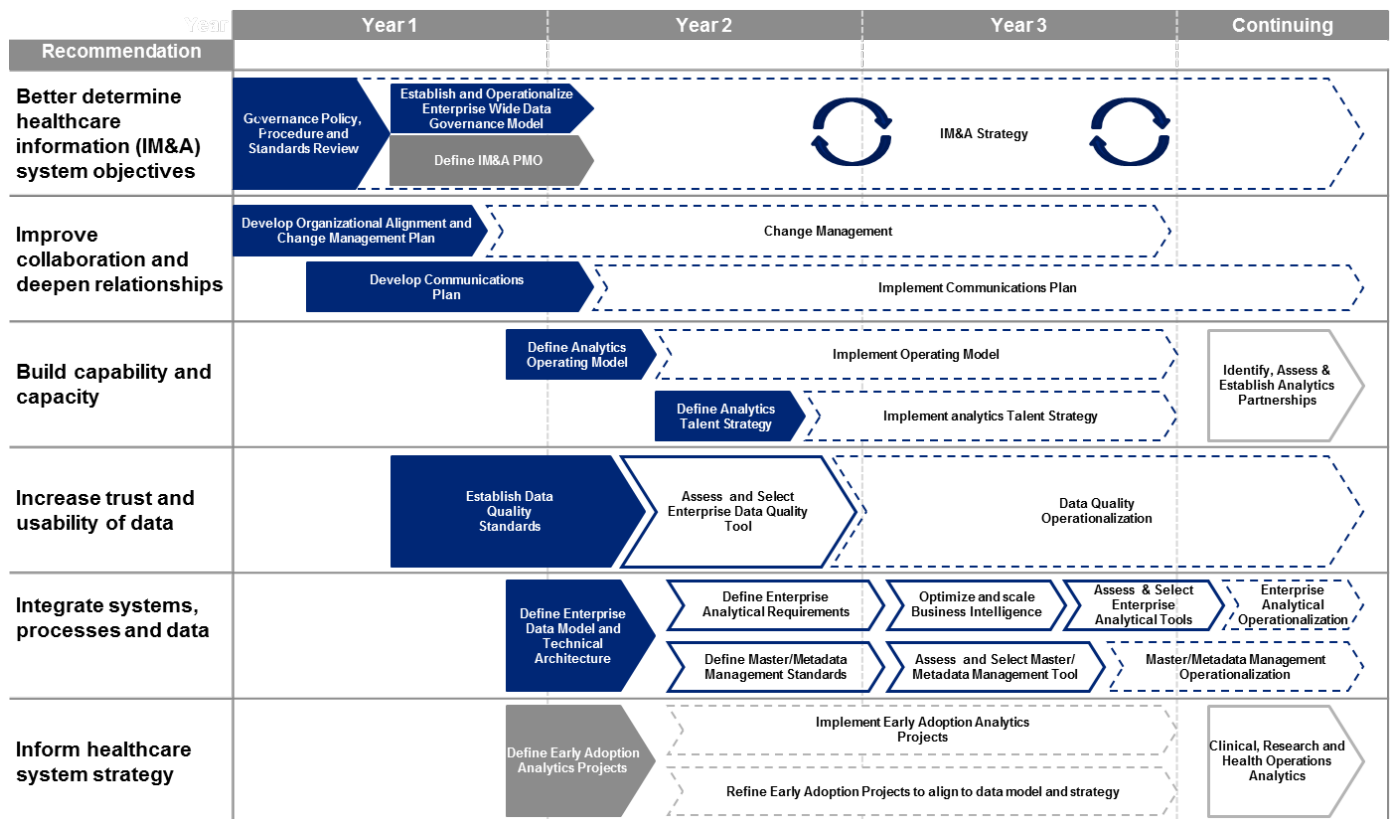 Year
Year 1
Year 2
Year 3
Continuing
Recommendation
Better determine
healthcare
information (IM&A)
system objectives
Governance Policy,
Procedure and
Standards Review
Establish and Operationalize
Enterprise Wide Data
Governance Model
Define IM&A PMO
IM&A Strategy
Improve
collaboration and
deepen relationships
Develop Organizational Alignment and
Change Management Plan
Change Management
Develop Communications
Plan
Implement Communications Plan
Build capability and
capacity
Define Analytics
Operating Model
Implement Operating Model
Define Analytics
Talent Strategy
Implement analytics Talent Strategy
Identify, Assess &
Establish Analytics
Partnerships
Increase trust and
usability of data
Establish Data
Quality
Standards
Assess and Select
Enterprise Data Quality
Tool
Data Quality
Operationalization
Integrate systems,
processes and data
Define Enterprise
Data Model and
Technical
Architecture
Define Enterprise
Analytical Requirements
Optimize and scale
Business Intelligence
Assess & Select
Enterprise
Analytical Tools
Enterprise
Analytical
Operationalization
Define Master/Metadata
Management Standards
Assess and Select Master/
Metadata Management Tool
Master/Metadata Management
Operationalization
Inform healthcare
system strategy
Define Early Adoption
Analytics Projects
Implement Early Adoption Analytics
Projects
Refine Early Adoption Projects to align to data model and strategy
Clinical, Research and
Health Operations
Analytics